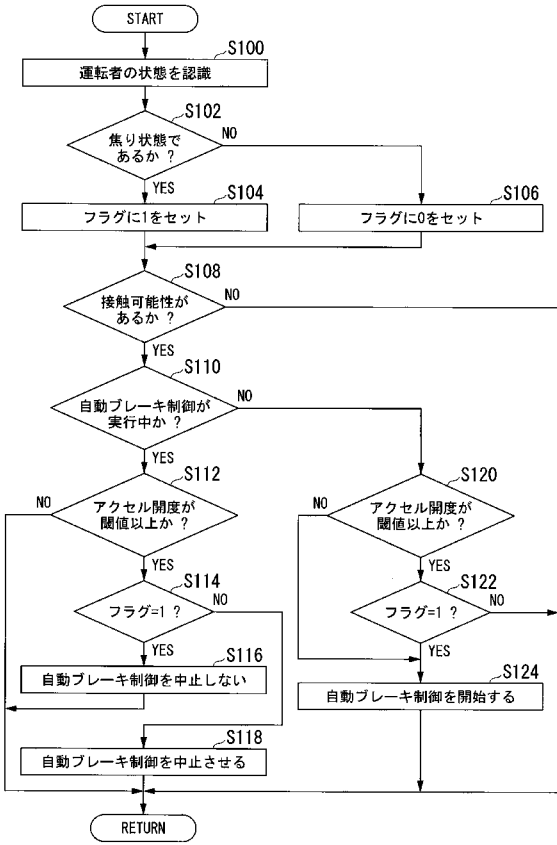 START
S100
運転者の状態を認識
S102
焦り状態で
あるか ?
NO
YES
S104
フラグに1をセット
S106
フラグに0をセット
S108
接触可能性が
あるか ?
NO
YES
S110
自動ブレーキ制御が
実行中か ?
NO
YES
S112
アクセル開度が
閾値以上か ?
NO
YES
S114
フラグ=1 ?
NO
YES
S116
自動ブレーキ制御を中止しない
S118
自動ブレーキ制御を中止させる
S120
アクセル開度が
閾値以上か ?
NO
YES
S122
フラグ=1 ?
NO
YES
S124
自動ブレーキ制御を開始する
RETURN